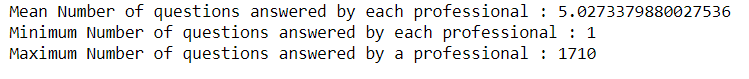 Mean Number of questions answered by each professional : 5.0273379880027536
Minimum Number of questions answered by each professional : 1
Maximum Number of questions answered by a professional : 1710